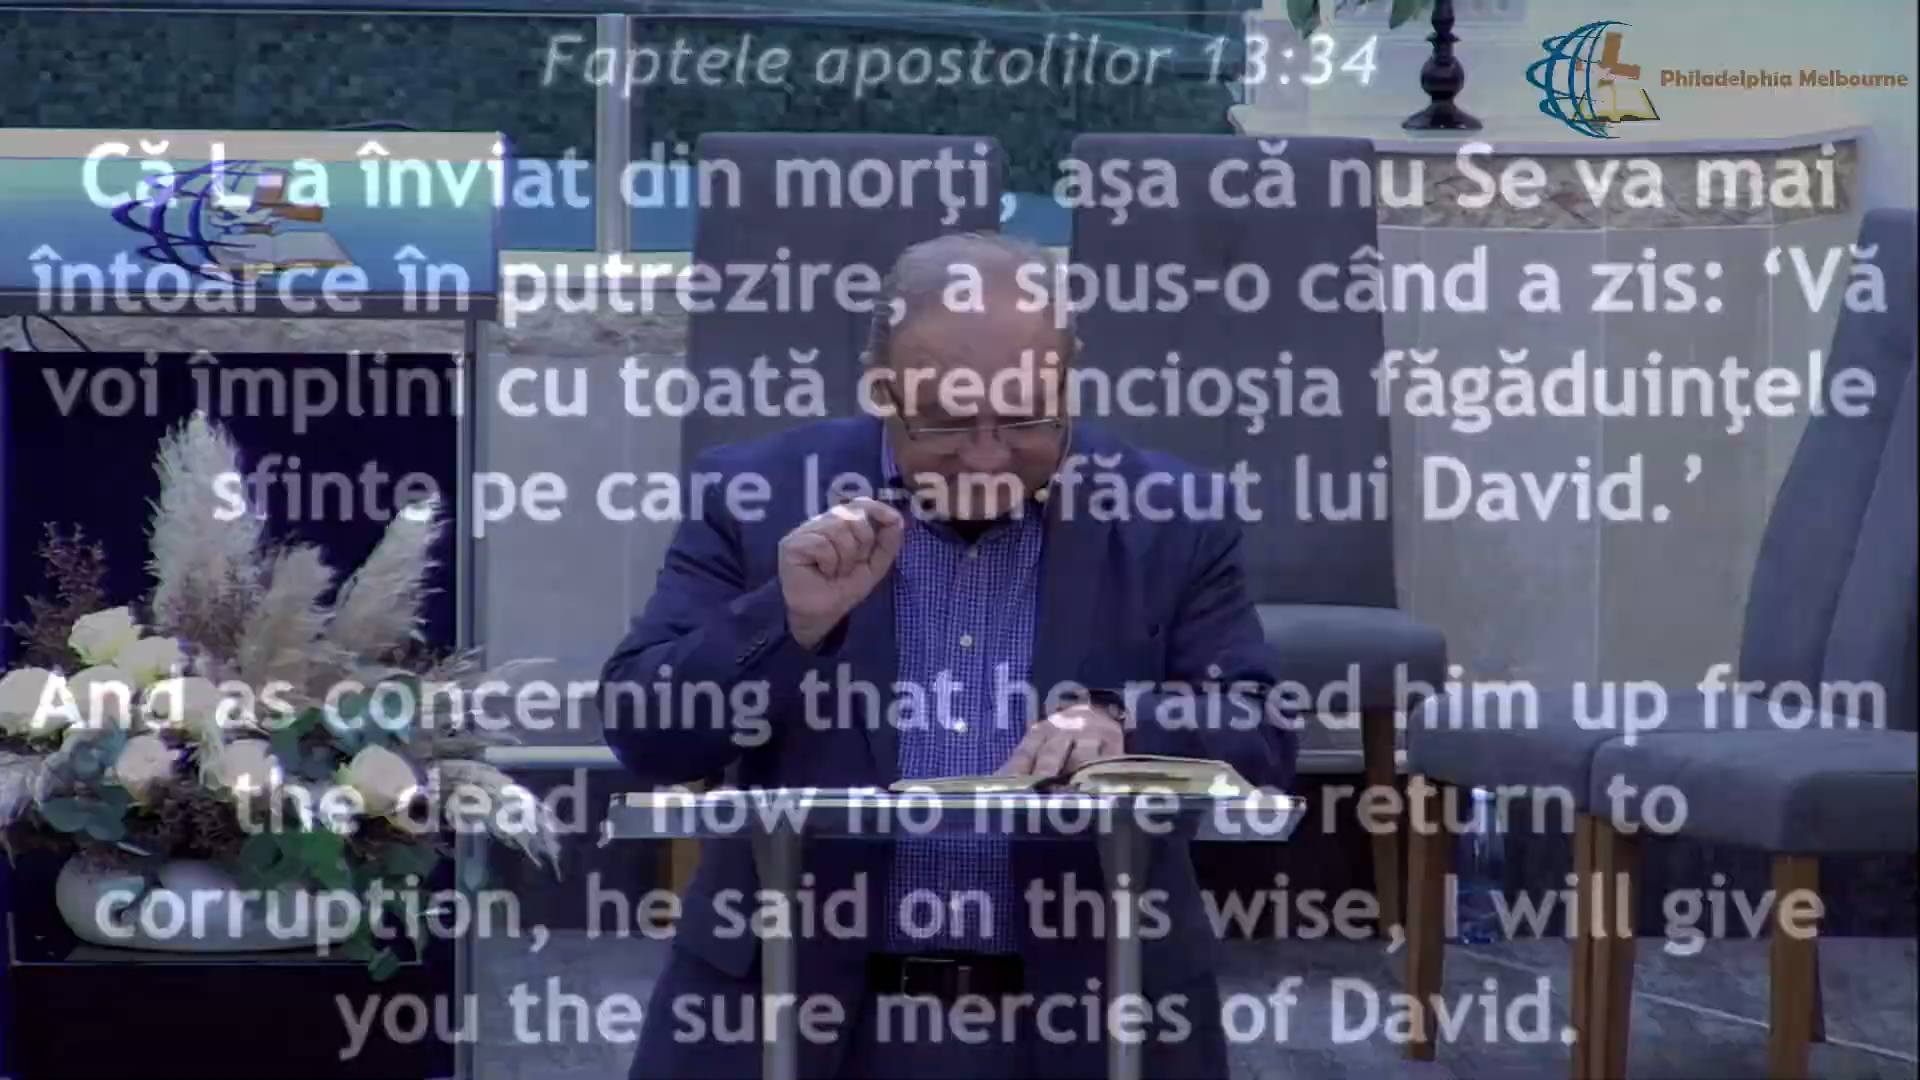 Faptele apostolilor 13:34
Philadelphia Melbourne
Că L-a înviat din morţi, aşa că nu Se va mai
întoarce în putrezire, a spus-o când a zis: ‘Vă
voi împlini cu toată credincioşia făgăduinţele
sfinte pe care le-am făcut lui David.’
And as concerning that he raised him up from
the dead, now no more to return to
corruption, he said on this wise, I will give
you the sure mercies of David.